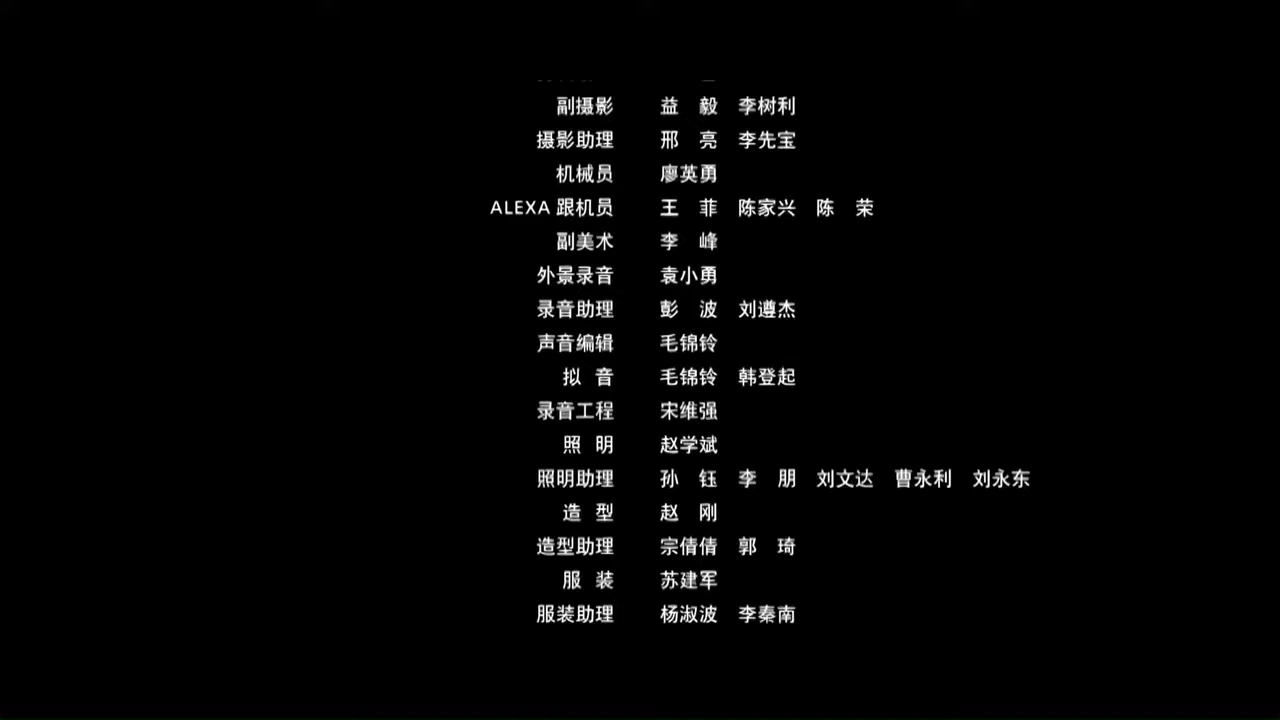 副摄影 益 毅 李树利
摄影助理 邢 亮 李先宝
机械员 廖英勇
ALEXA 跟机员 王 菲 陈家兴 陈 荣
副美术 李 峰
外景录音 袁小勇
录音助理 彭 波 刘遵杰
声音编辑 毛锦铃
拟 音 毛锦铃 韩登起
录音工程 宋维强
照 明 赵学斌
照明助理 孙 钰 李 朋 刘文达 曹永利 刘永东
造 型 赵 刚
造型助理 宗倩倩 郭 琦
服 装 苏建军
服装助理 杨淑波 李秦南